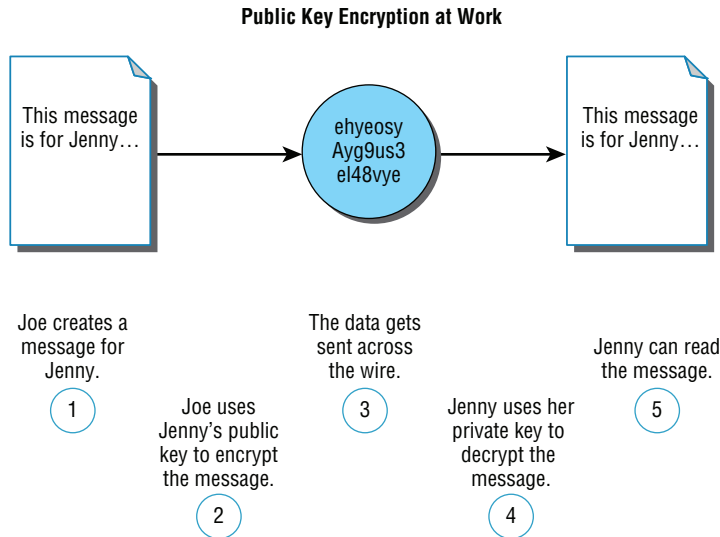 Public Key Encryption at Work
This message
is for Jenny…
ehyeosy
Ayg9us3
eI48vye
This message
is for Jenny…
Joe creates a
message for
Jenny.
1
Joe uses
Jenny’s public
key to encrypt
the message.
2
The data gets
sent across
the wire.
3
Jenny uses her
private key to
decrypt the
message.
4
Jenny can read
the message.
5